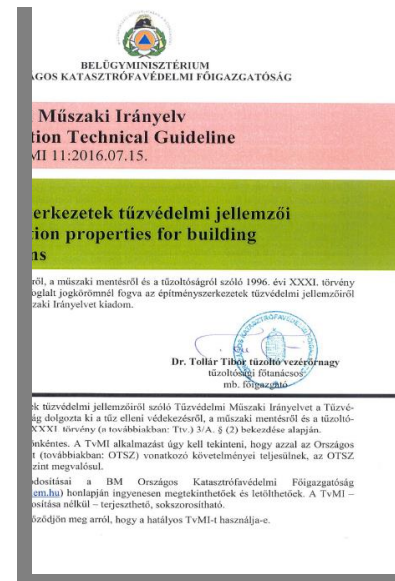 BELÜGYMINISZTÉRIUM
GOS KATASZTRÓFAVÉDELMI FŐIGAZGATÓSÁG
Műszaki Irányelv
tion Technical Guideline
MI 11:2016.07.15.
erkezetek tűzvédelmi jellemzői
tion properties for building
ns
ről, a műszaki mentésről és a tűzoltóságról szóló 1996. évi XXXI. törvény
oglalt jogkörömnél fogva az építményszerkezetek tűzvédelmi jellemzőiről
zaki Irányelvet kiadom.
Dr. Tollár Tibor tűzoltó vezérőrnagy
tűzoltósági főtanácsos
mb. főigazgató
ek tűzvédelmi jellemzőiről szóló Tűzvédelmi Műszaki Irányelvet a Tűzvé-
ág dolgozta ki a tűz elleni védekezésről, a műszaki mentésről és a tűzoltó-
XXXI. törvény (a továbbiakban: Ttv.) 3/A. § (2) bekezdése alapján.
önkéntes. A TvMI alkalmazást úgy kell tekinteni, hogy azzal az Országos
t (továbbiakban: OTSZ) vonatkozó követelményei teljesülnek, az OTSZ
zint megvalósul.
ódosításai a BM Országos Katasztrófavédelmi Főigazgatóság
em.hu) honlapján ingyenesen megtekinthetőek és letölthetőek. A TvMI –
osítása nélkül – terjeszthető, sokszorosítható.
őződjön meg arról, hogy a hatályos TvMI-t használja-e.